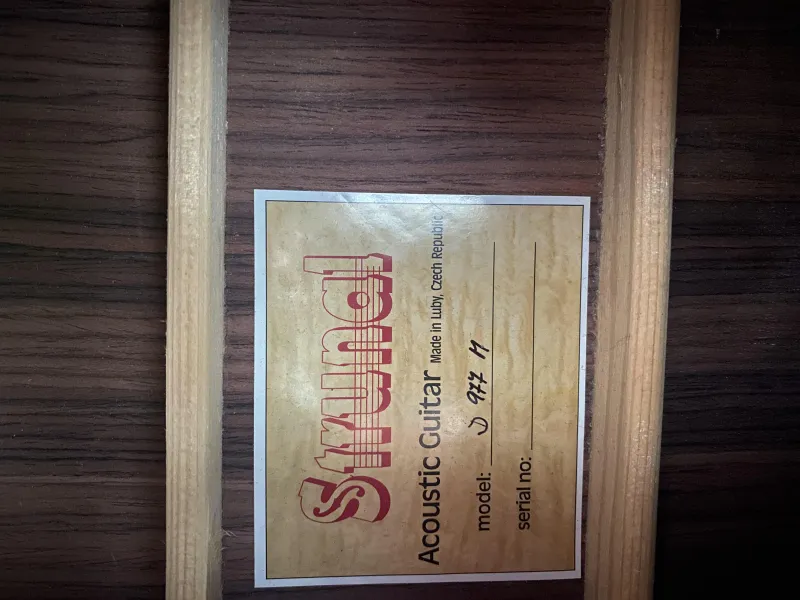 Strunal
Acoustic Guitar Made in Luby, Czech Republic
model: D 977 M
serial no: